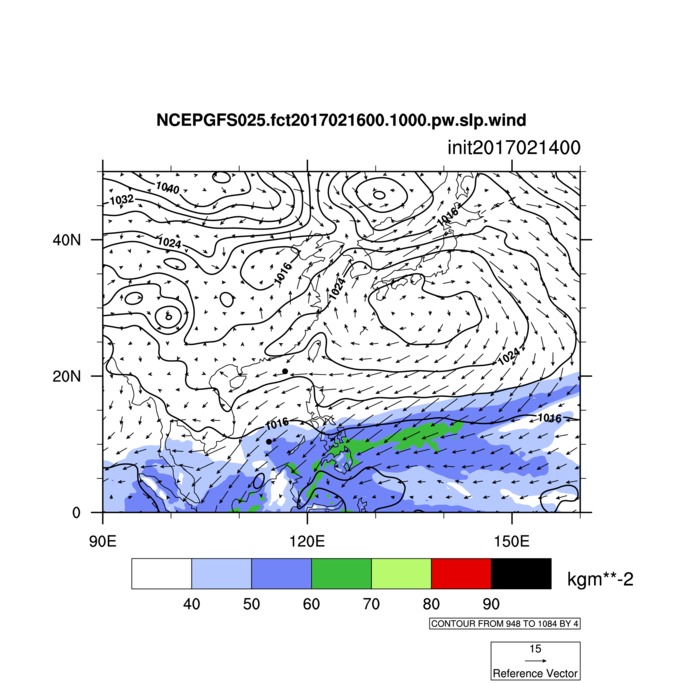 NCEPGFS025.fct2017021600.1000.pw.slp.wind
init2017021400
1040
1032
1016
40N
1024
1016
1024
1024
20N
1016
1016
0
90E 120E 150E
kgm**-2
40 50 60 70 80 90
CONTOUR FROM 948 TO 1084 BY 4
15
Reference Vector